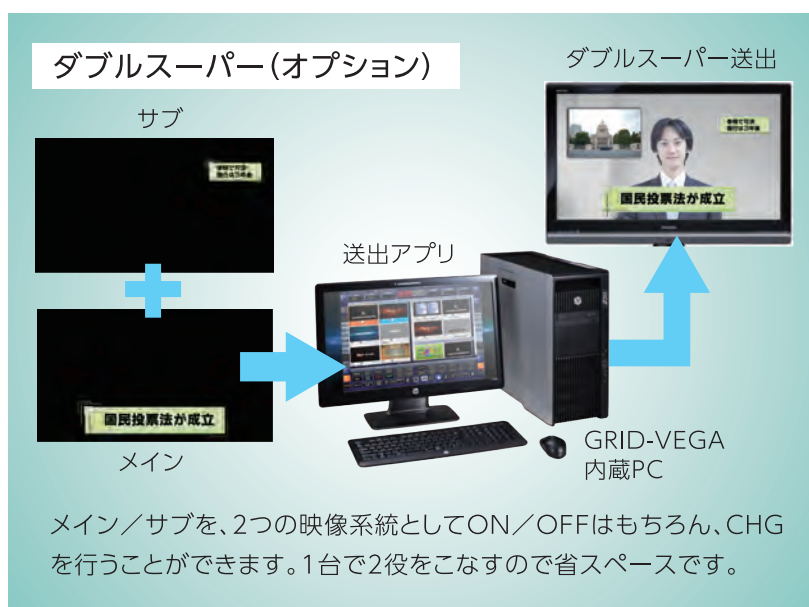 ダブルスーパー（オプション）
ダブルスーパー送出
サブ
国民投票法が成立
送出アプリ
国民投票法が成立
メイン
GRID-VEGA
内蔵PC
メイン／サブを、2つの映像系統としてON／OFFはもちろん、CHG
を行うことができます。1台で2役をこなすので省スペースです。